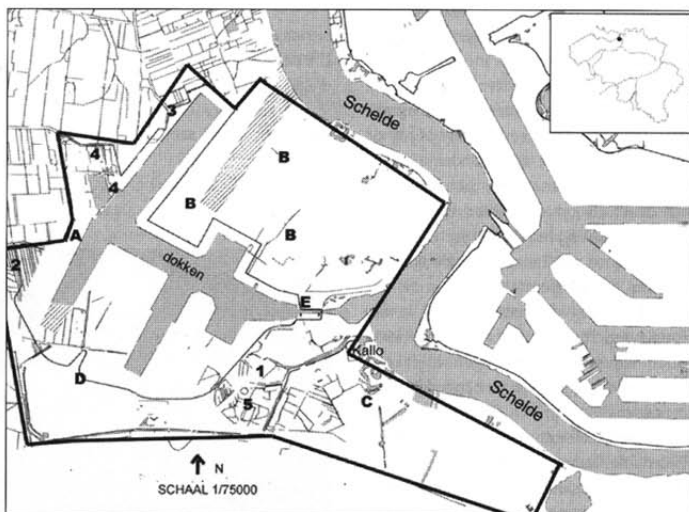 Schelde
3
4
B
4
B
A
B
2
dokken
E
Kallo
1
D
C
5
Schelde
N
SCHAAL 1/75000